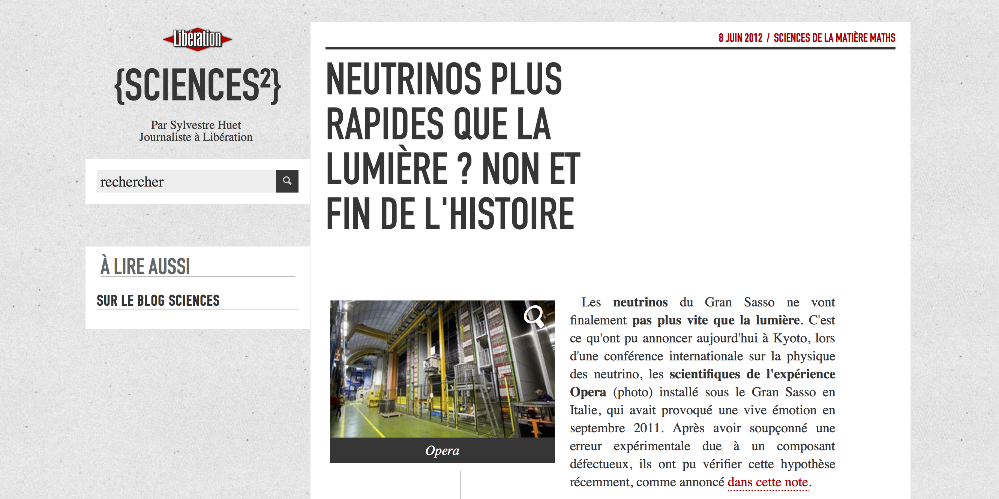 Libération
{SCIENCES²}
Par Sylvestre Huet
Journaliste à Libération
rechercher
À LIRE AUSSI
SUR LE BLOG SCIENCES
8 JUIN 2012 / SCIENCES DE LA MATIÈRE MATHS
NEUTRINOS PLUS
RAPIDES QUE LA
LUMIÈRE ? NON ET
FIN DE L'HISTOIRE
Opera
Les neutrinos du Gran Sasso ne vont
finalement pas plus vite que la lumière. C'est
ce qu'ont pu annoncer aujourd'hui à Kyoto, lors
d'une conférence internationale sur la physique
des neutrino, les scientifiques de l'expérience
Opera (photo) installé sous le Gran Sasso en
Italie, qui avait provoqué une vive émotion en
septembre 2011. Après avoir soupçonné une
erreur expérimentale due à un composant
défectueux, ils ont pu vérifier cette hypothèse
récemment, comme annoncé dans cette note.